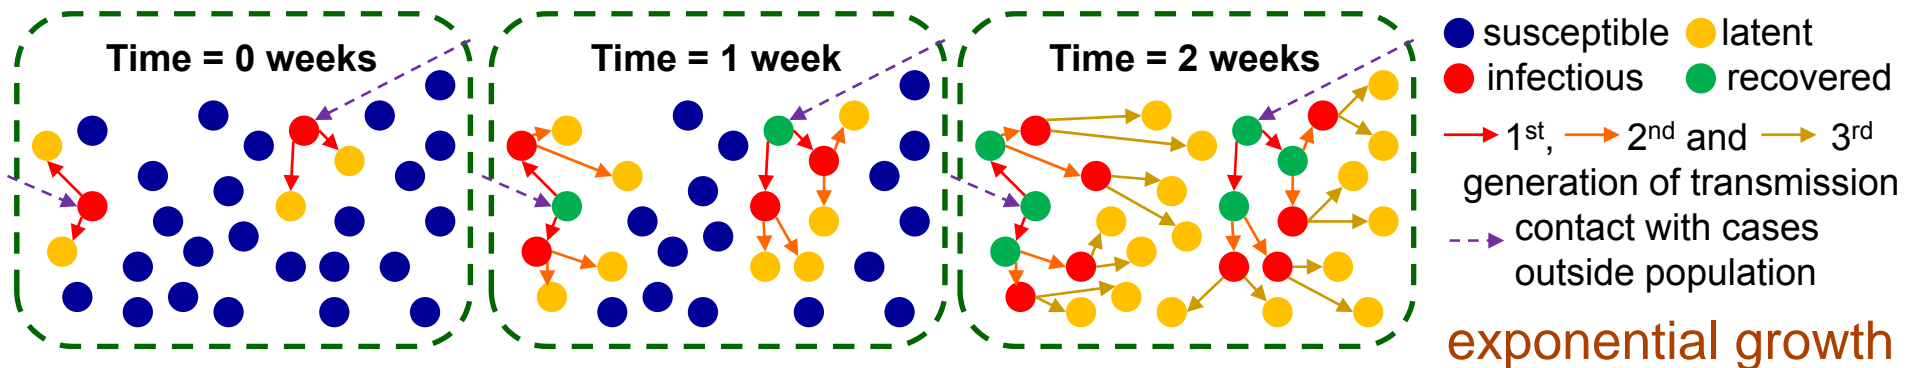 Time = 0 weeks
Time = 1 week
Time = 2 weeks
susceptible
latent
infectious
recovered
1st, 2nd and 3rd
generation of transmission
contact with cases
outside population
exponential growth